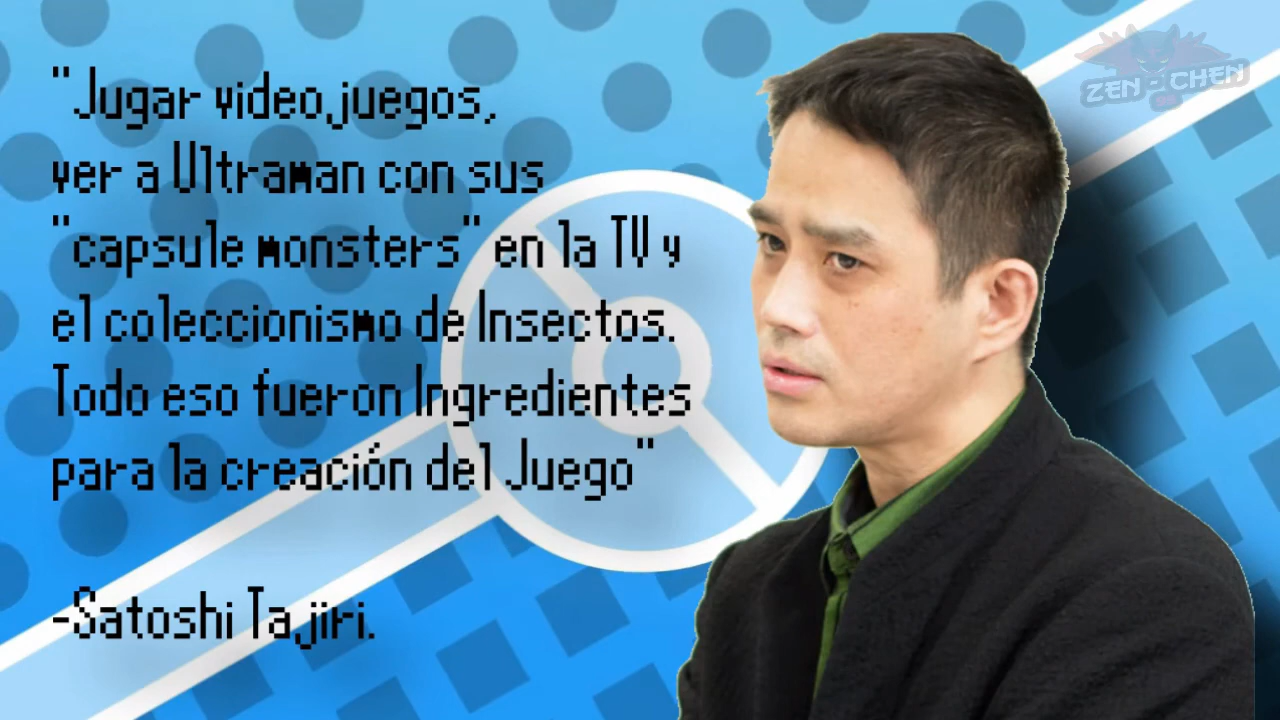 "Jugar videojuegos,
ver a Ultraman con sus
"capsule monsters" en la TV y
el coleccionismo de Insectos.
Todo eso fueron Ingredientes
para la creación del Juego"
-Satoshi Tajiri.
ZEN-CHEN